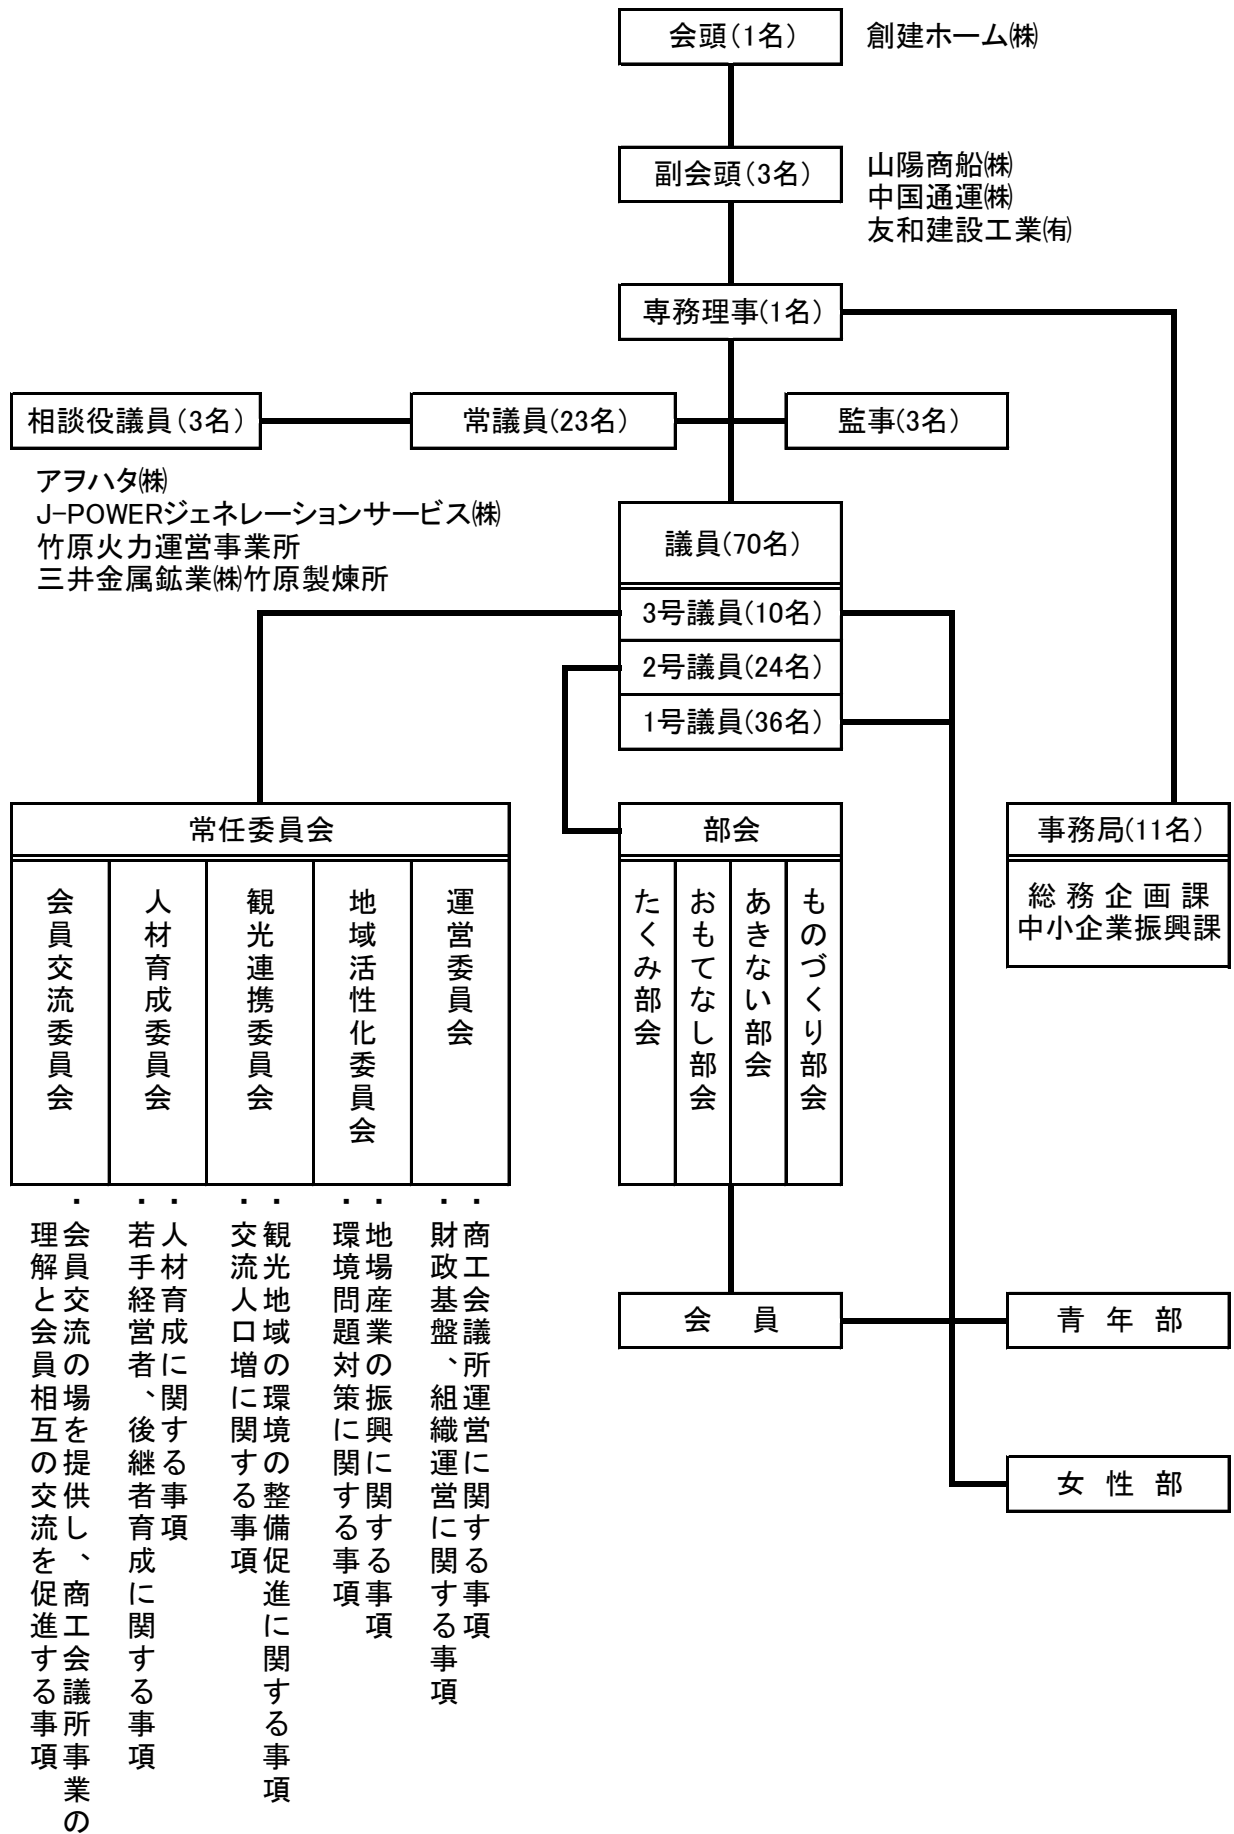 会頭(1名)
創建ホーム㈱
副会頭(3名)
山陽商船㈱
中国通運㈱
友和建設工業㈲
専務理事(1名)
相談役議員(3名)
常議員(23名)
監事(3名)
アヲハタ㈱
J-POWERジェネレーションサービス㈱
竹原火力運営事業所
三井金属鉱業㈱竹原製煉所
議員(70名)
3号議員(10名)
2号議員(24名)
1号議員(36名)
常任委員会
運営委員会
地域活性化委員会
観光連携委員会
人材育成委員会
会員交流委員会
・商工会議所運営に関する事項
・財政基盤、組織運営に関する事項
・地場産業の振興に関する事項
・環境問題対策に関する事項
・観光地域の環境の整備促進に関する事項
・交流人口増に関する事項
・人材育成に関する事項
・若手経営者、後継者育成に関する事項
・会員交流の場を提供し、商工会議所事業の
理解と会員相互の交流を促進する事項
部会
ものづくり部会
あきない部会
おもてなし部会
たくみ部会
事務局(11名)
総務企画課
中小企業振興課
会員
青年部
女性部